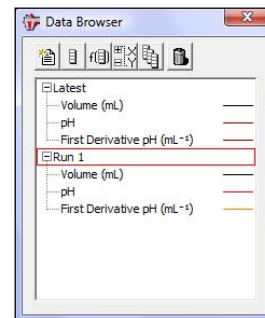 Data Browser
Latest
Volume (mL)
pH
First Derivative pH (mL⁻¹)
Run 1
Volume (mL)
pH
First Derivative pH (mL⁻¹)